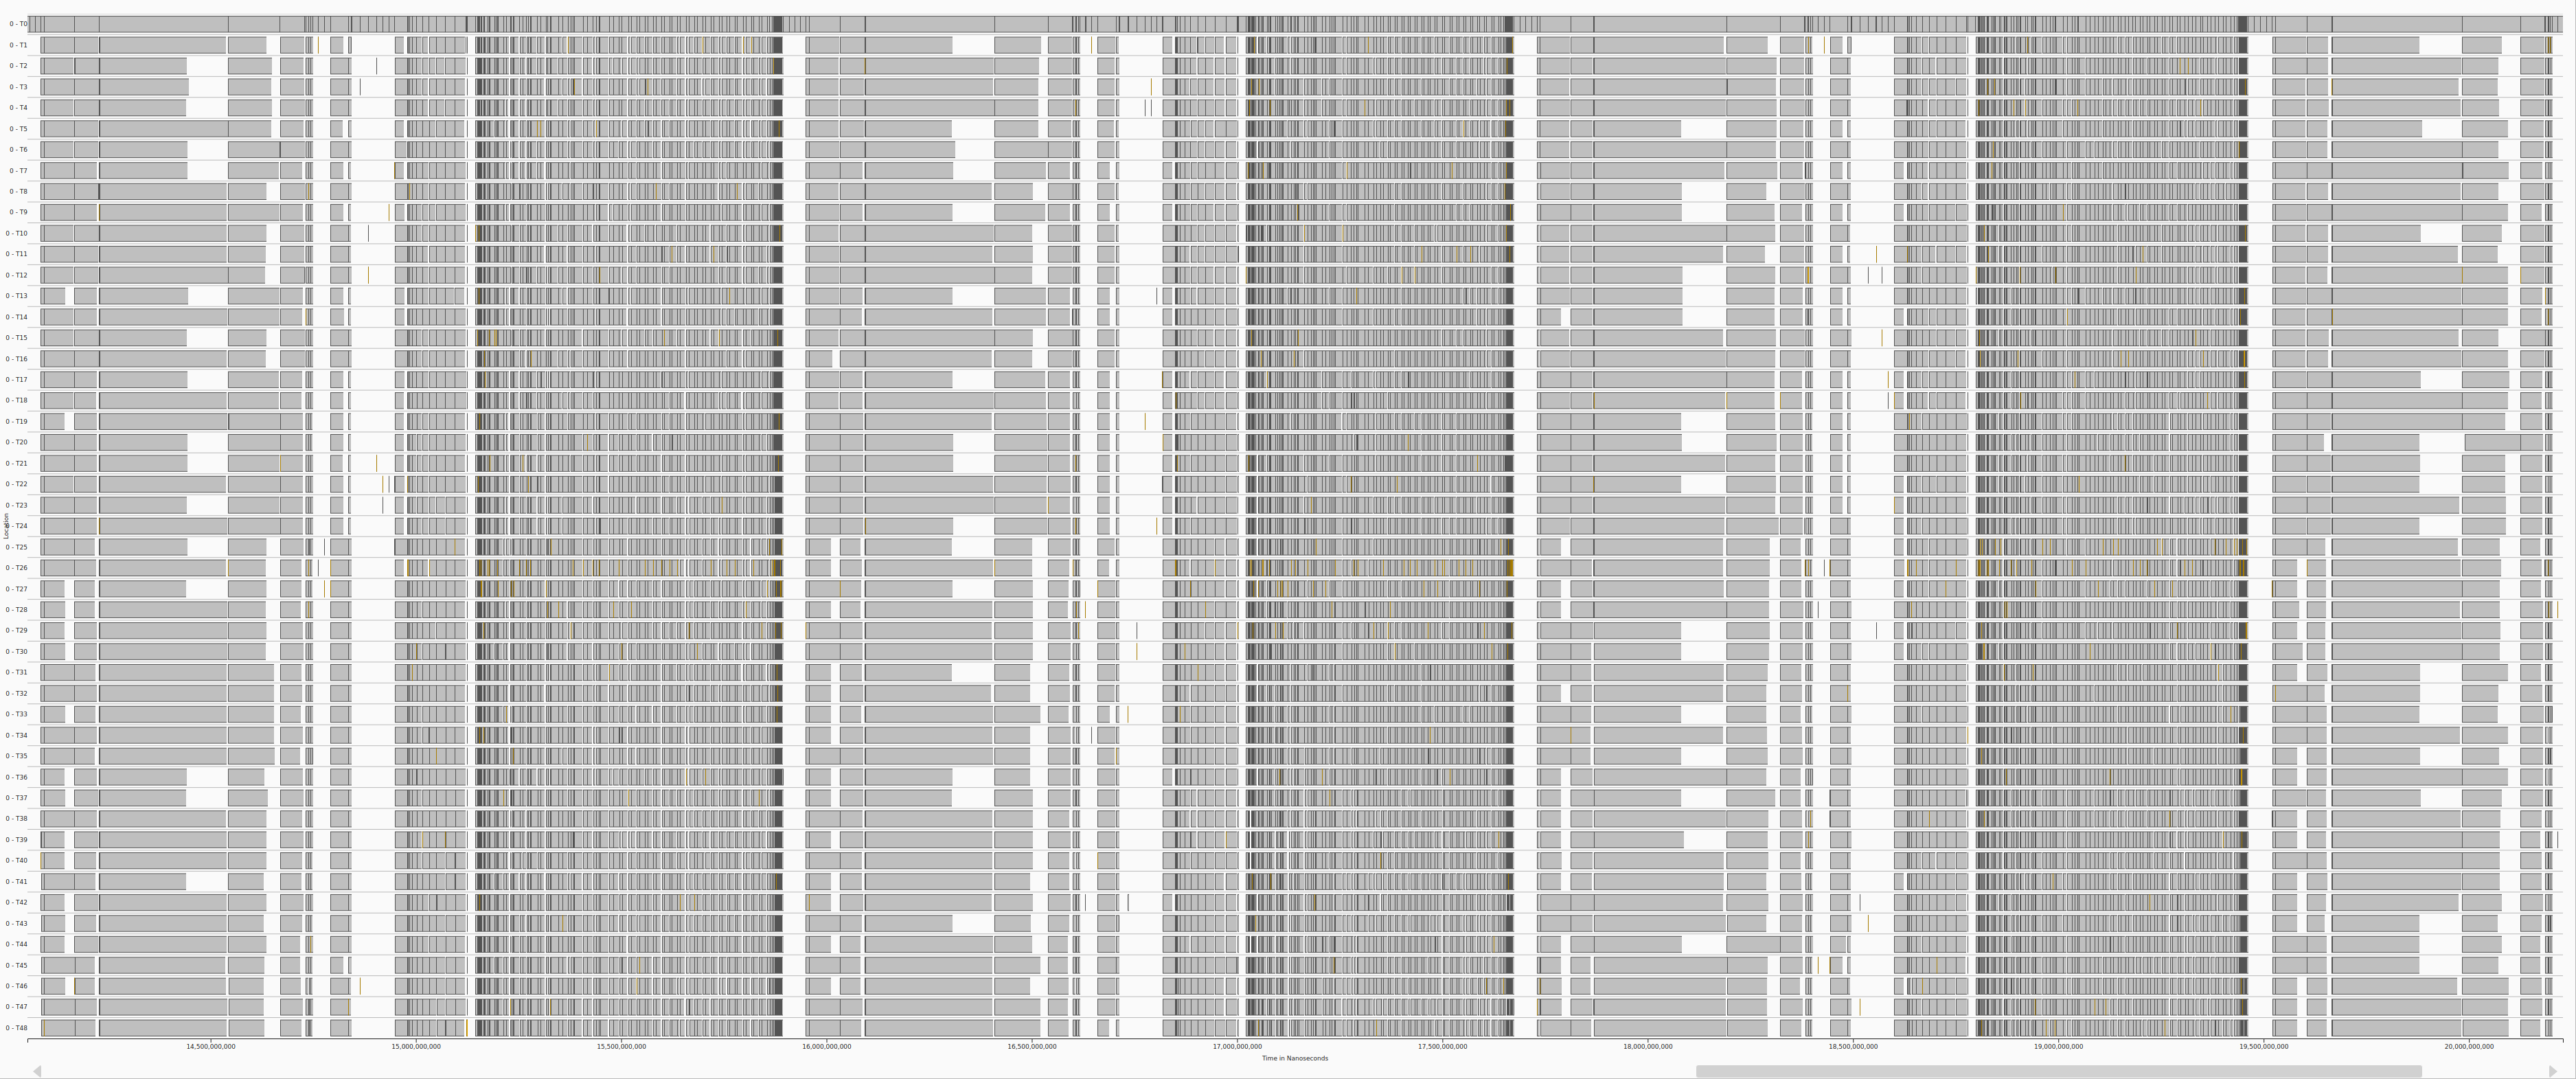 0 - T0
0 - T1
0 - T2
0 - T3
0 - T4
0 - T5
0 - T6
0 - T7
0 - T8
0 - T9
0 - T10
0 - T11
0 - T12
0 - T13
0 - T14
0 - T15
0 - T16
0 - T17
0 - T18
0 - T19
0 - T20
0 - T21
0 - T22
0 - T23
Location
0 - T24
0 - T25
0 - T26
0 - T27
0 - T28
0 - T29
0 - T30
0 - T31
0 - T32
0 - T33
0 - T34
0 - T35
0 - T36
0 - T37
0 - T38
0 - T39
0 - T40
0 - T41
0 - T42
0 - T43
0 - T44
0 - T45
0 - T46
0 - T47
0 - T48
14,500,000,000 15,000,000,000 15,500,000,000 16,000,000,000 16,500,000,000 17,000,000,000 17,500,000,000 18,000,000,000 18,500,000,000 19,000,000,000 19,500,000,000 20,000,000,000
Time in Nanoseconds